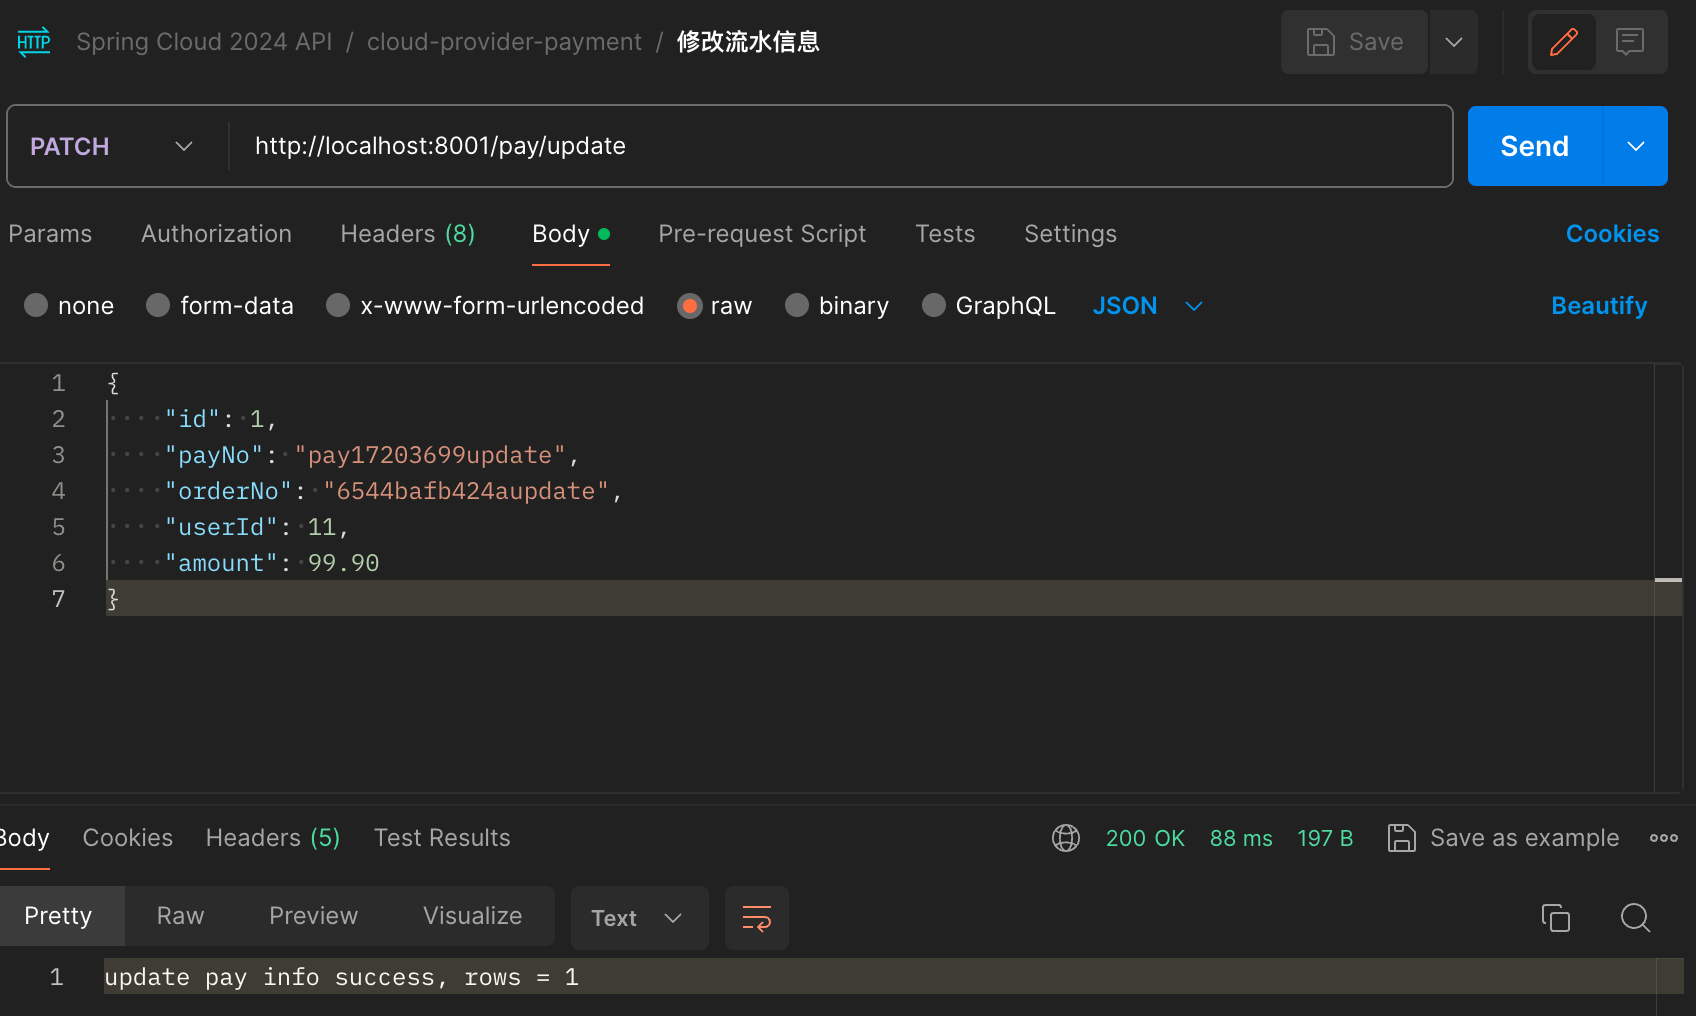 HTTP Spring Cloud 2024 API / cloud-provider-payment / 修改流水信息 Save
PATCH http://localhost:8001/pay/update Send
Params Authorization Headers (8) Body Pre-request Script Tests Settings Cookies
none form-data x-www-form-urlencoded raw binary GraphQL JSON Beautify
1 {
2 "id": 1,
3 "payNo": "pay17203699update",
4 "orderNo": "6544bafb424aupdate",
5 "userId": 11,
6 "amount": 99.90
7 }
Body Cookies Headers (5) Test Results 200 OK 88 ms 197 B Save as example
Pretty Raw Preview Visualize Text
1 update pay info success, rows = 1